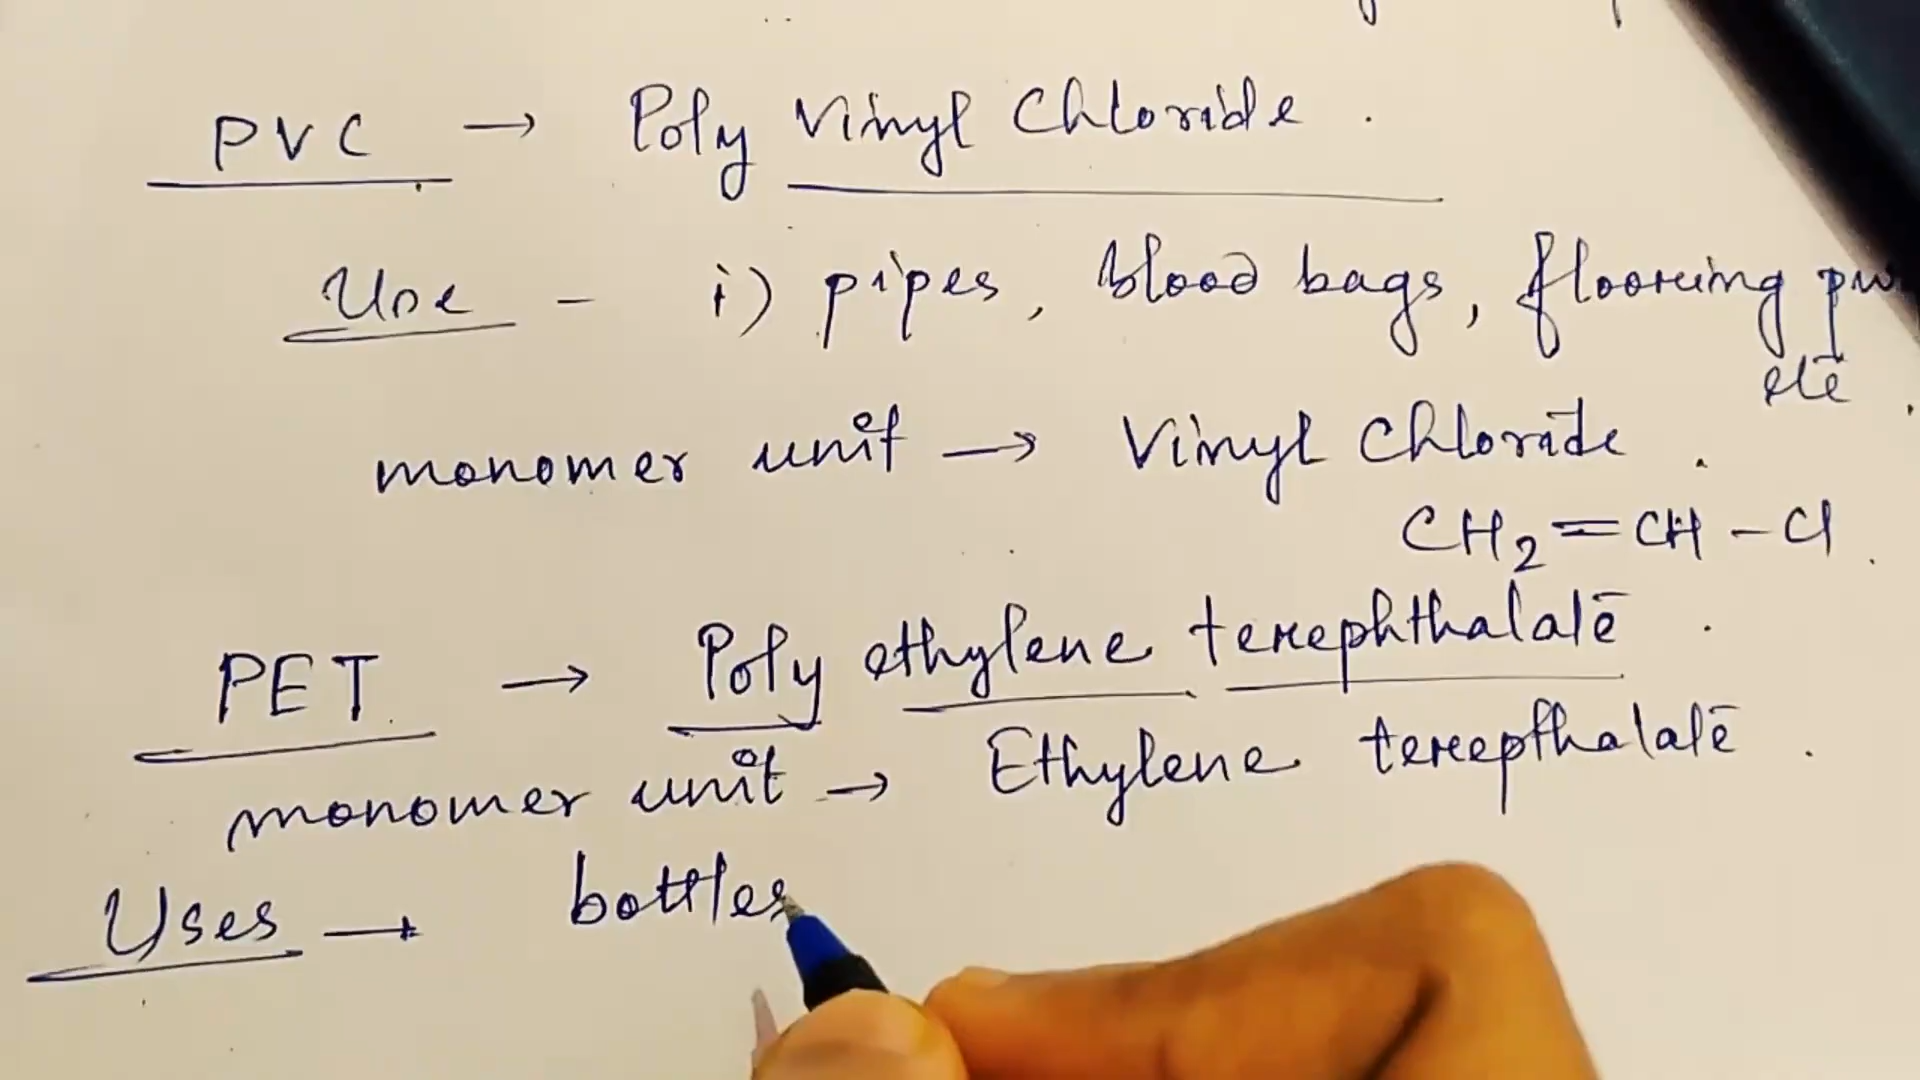 PVC → Poly Vinyl Chloride .
Use - i) pipes, blood bags, flooring
etc .
monomer unit → Vinyl Chloride .
CH₂=CH-Cl .
PET → Poly ethylene terephthalate .
monomer unit → Ethylene terepthalate .
Uses → bottles